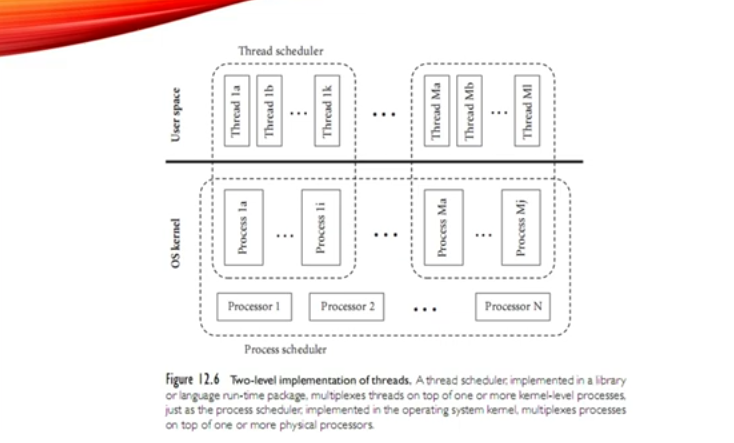 Thread scheduler
User space
Thread 1a
Thread 1b
...
Thread 1k
...
Thread Ma
Thread Mb
...
Thread Ml
OS kernel
Process 1a
...
Process 1i
...
Process Ma
...
Process Mj
Processor 1
Processor 2
...
Processor N
Process scheduler
Figure 12.6 Two-level implementation of threads. A thread scheduler, implemented in a library
or language run-time package, multiplexes threads on top of one or more kernel-level processes,
just as the process scheduler, implemented in the operating system kernel, multiplexes processes
on top of one or more physical processors.